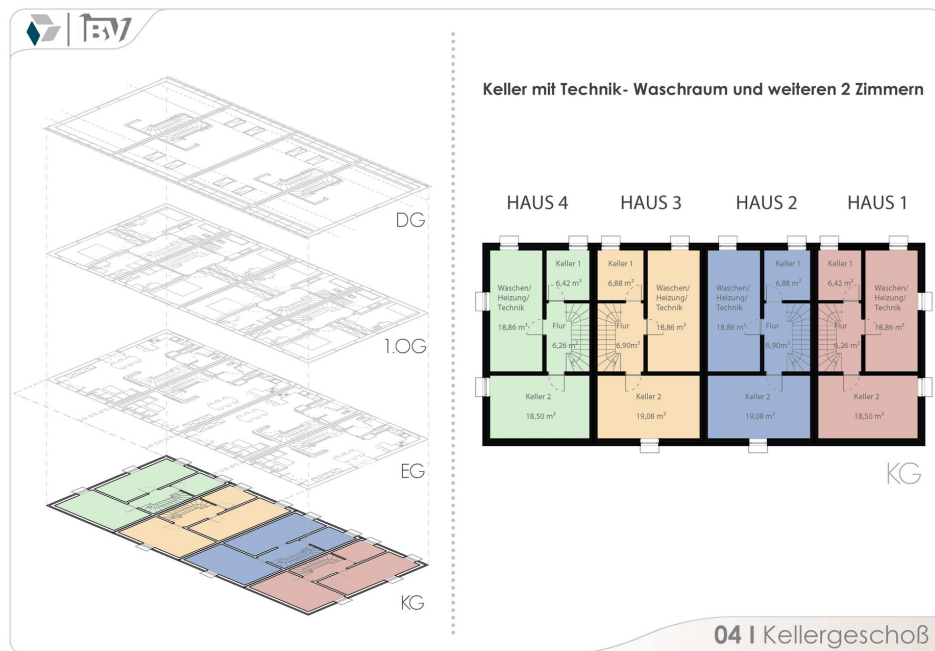 BV
Keller mit Technik- Waschraum und weiteren 2 Zimmern
DG
1.OG
EG
KG
HAUS 4
HAUS 3
HAUS 2
HAUS 1
Waschen/
Heizung/
Technik
18,86 m²
Keller 1
6,42 m²
Flur
6,26 m²
Keller 2
18,50 m²
Keller 1
6,88 m²
Waschen/
Heizung/
Technik
18,86 m²
Flur
6,90m²
Keller 2
19,08 m²
Waschen/
Heizung/
Technik
18,86 m²
Keller 1
6,88 m²
Flur
6,90 m²
Keller 2
19,08 m²
Keller 1
6,42 m²
Waschen/
Heizung/
Technik
18,86 m²
Flur
6,26 m²
Keller 2
18,50 m²
KG
04 I Kellergeschoß